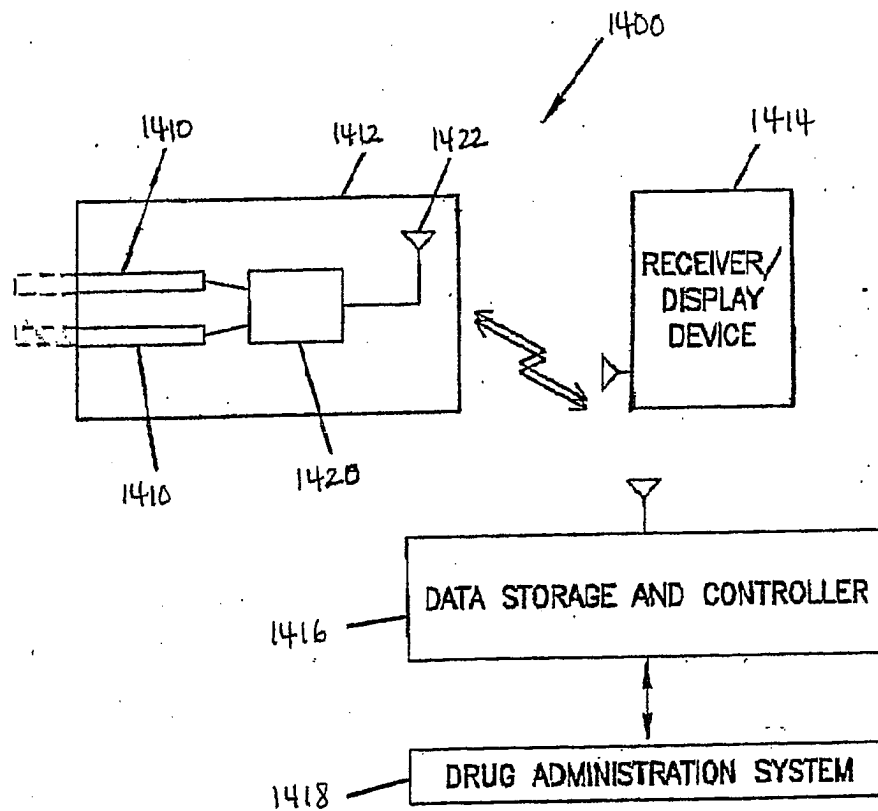 1400
1410
1412
1422
1414
RECEIVER/
DISPLAY
DEVICE
1410
1420
DATA STORAGE AND CONTROLLER
1416
DRUG ADMINISTRATION SYSTEM
1418